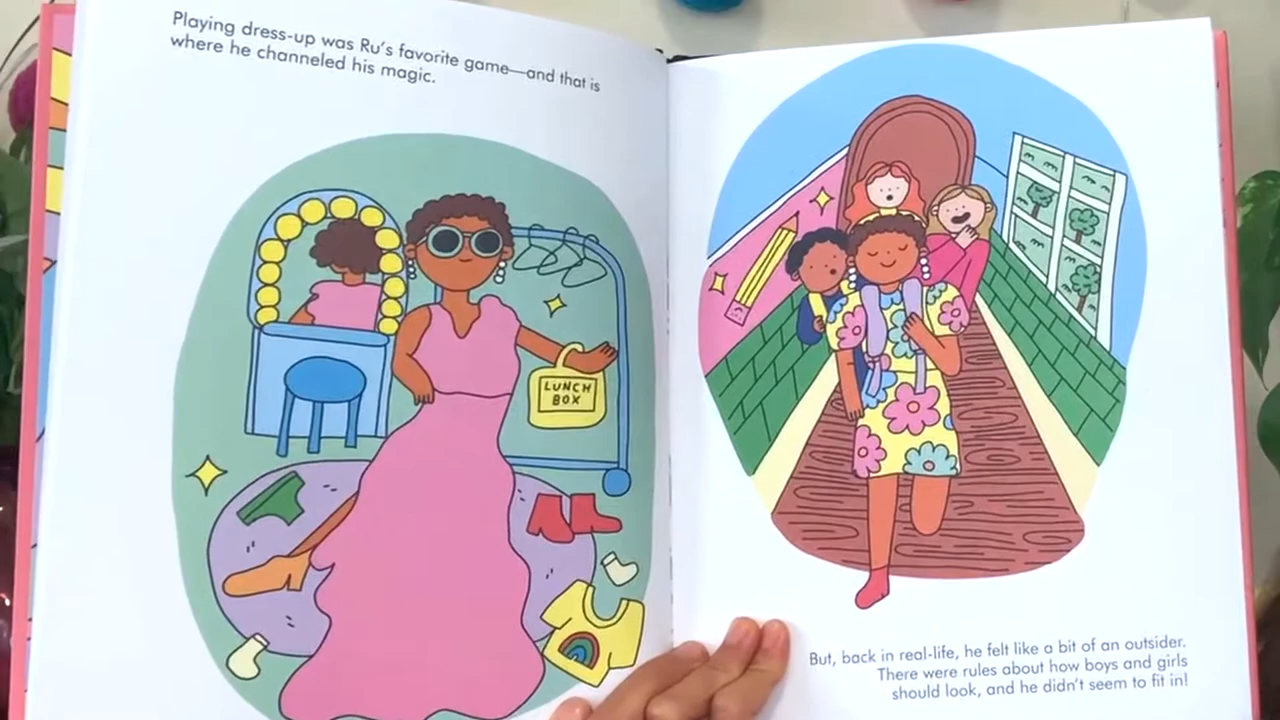 Playing dress-up was Ru's favorite game—and that is
where he channeled his magic.
LUNCH
BOX
But, back in real-life, he felt like a bit of an outsider.
There were rules about how boys and girls
should look, and he didn't seem to fit in!